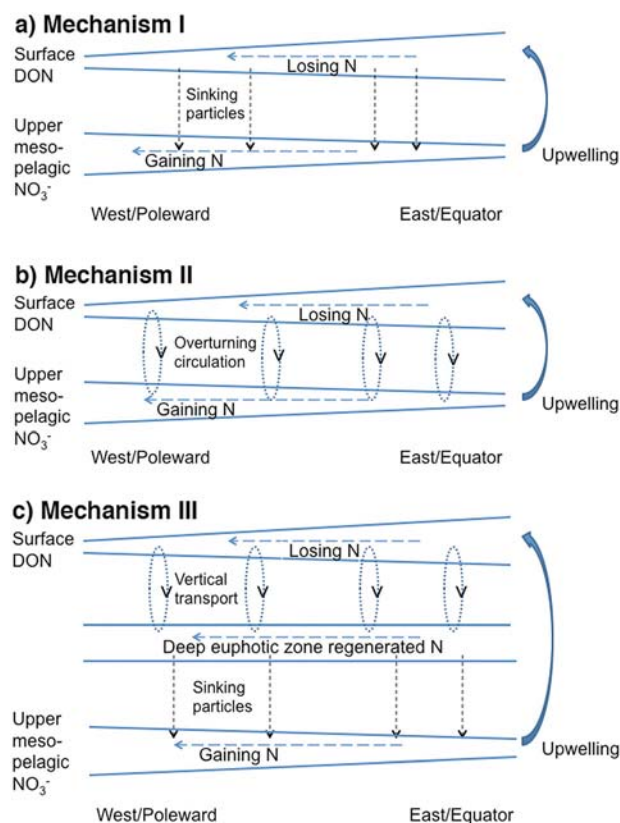 a) Mechanism I
Surface
DON
Losing N
Sinking
particles
Upper
meso-
pelagic
NO₃⁻
Gaining N
Upwelling
West/Poleward
East/Equator
b) Mechanism II
Surface
DON
Losing N
Overturning
circulation
Upper
meso-
pelagic
NO₃⁻
Gaining N
Upwelling
West/Poleward
East/Equator
c) Mechanism III
Surface
DON
Losing N
Vertical
transport
Deep euphotic zone regenerated N
Sinking
particles
Upper
meso-
pelagic
NO₃⁻
Gaining N
Upwelling
West/Poleward
East/Equator